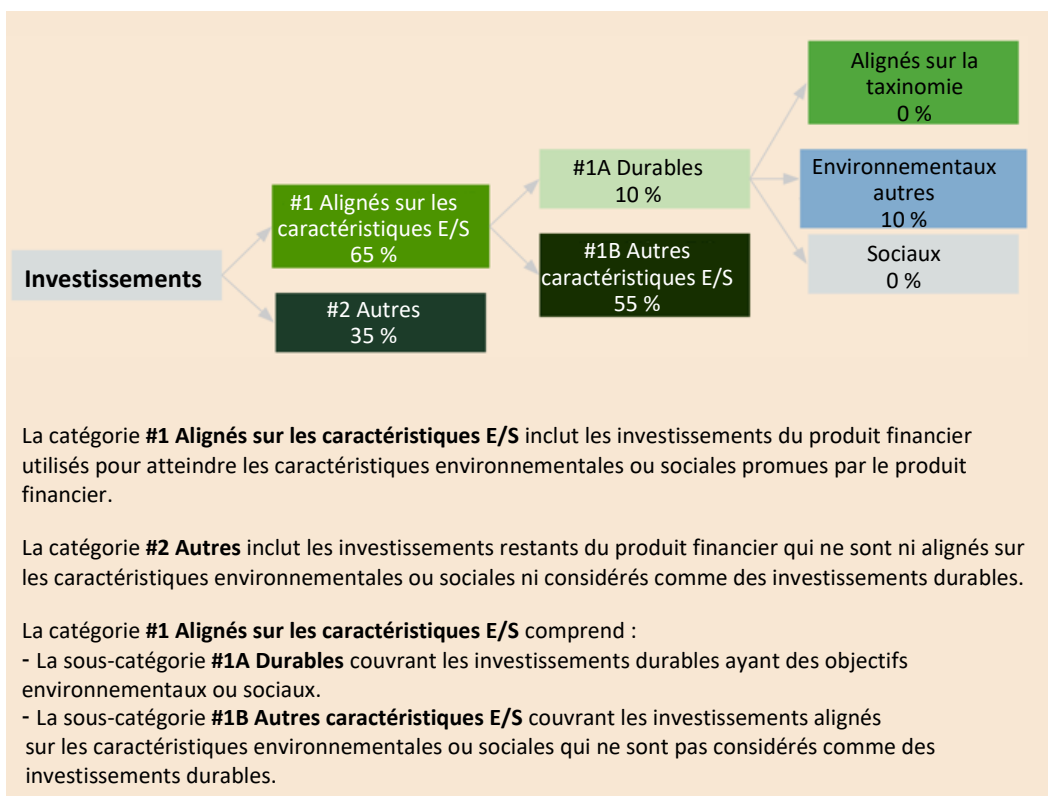 Investissements
#1 Alignés sur les
caractéristiques E/S
65 %
#2 Autres
35 %
#1A Durables
10 %
#1B Autres
caractéristiques E/S
55 %
Alignés sur la
taxinomie
0 %
Environnementaux
autres
10 %
Sociaux
0 %
La catégorie #1 Alignés sur les caractéristiques E/S inclut les investissements du produit financier
utilisés pour atteindre les caractéristiques environnementales ou sociales promues par le produit
financier.
La catégorie #2 Autres inclut les investissements restants du produit financier qui ne sont ni alignés sur
les caractéristiques environnementales ou sociales ni considérés comme des investissements durables.
La catégorie #1 Alignés sur les caractéristiques E/S comprend :
- La sous-catégorie #1A Durables couvrant les investissements durables ayant des objectifs
environnementaux ou sociaux.
- La sous-catégorie #1B Autres caractéristiques E/S couvrant les investissements alignés
sur les caractéristiques environnementales ou sociales qui ne sont pas considérés comme des
investissements durables.